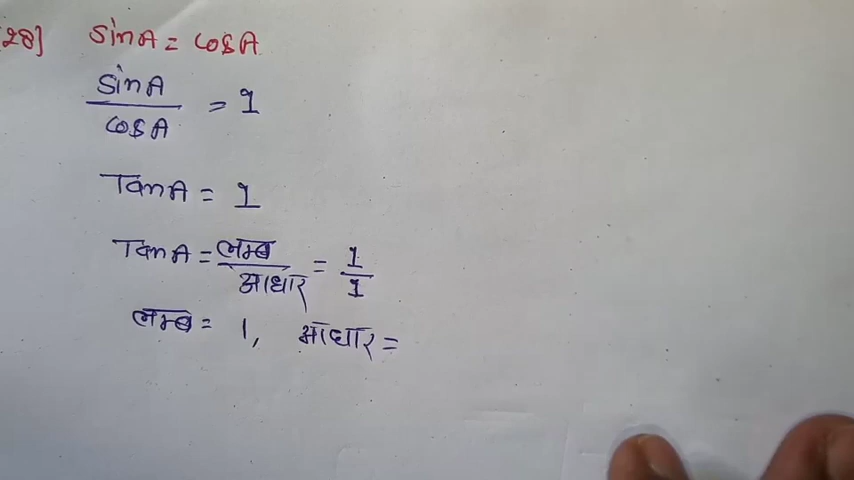 28] sinA = cosA
sinA / cosA = 1
TanA = 1
TanA = लम्ब / आधार = 1 / 1
लम्ब = 1, आधार =